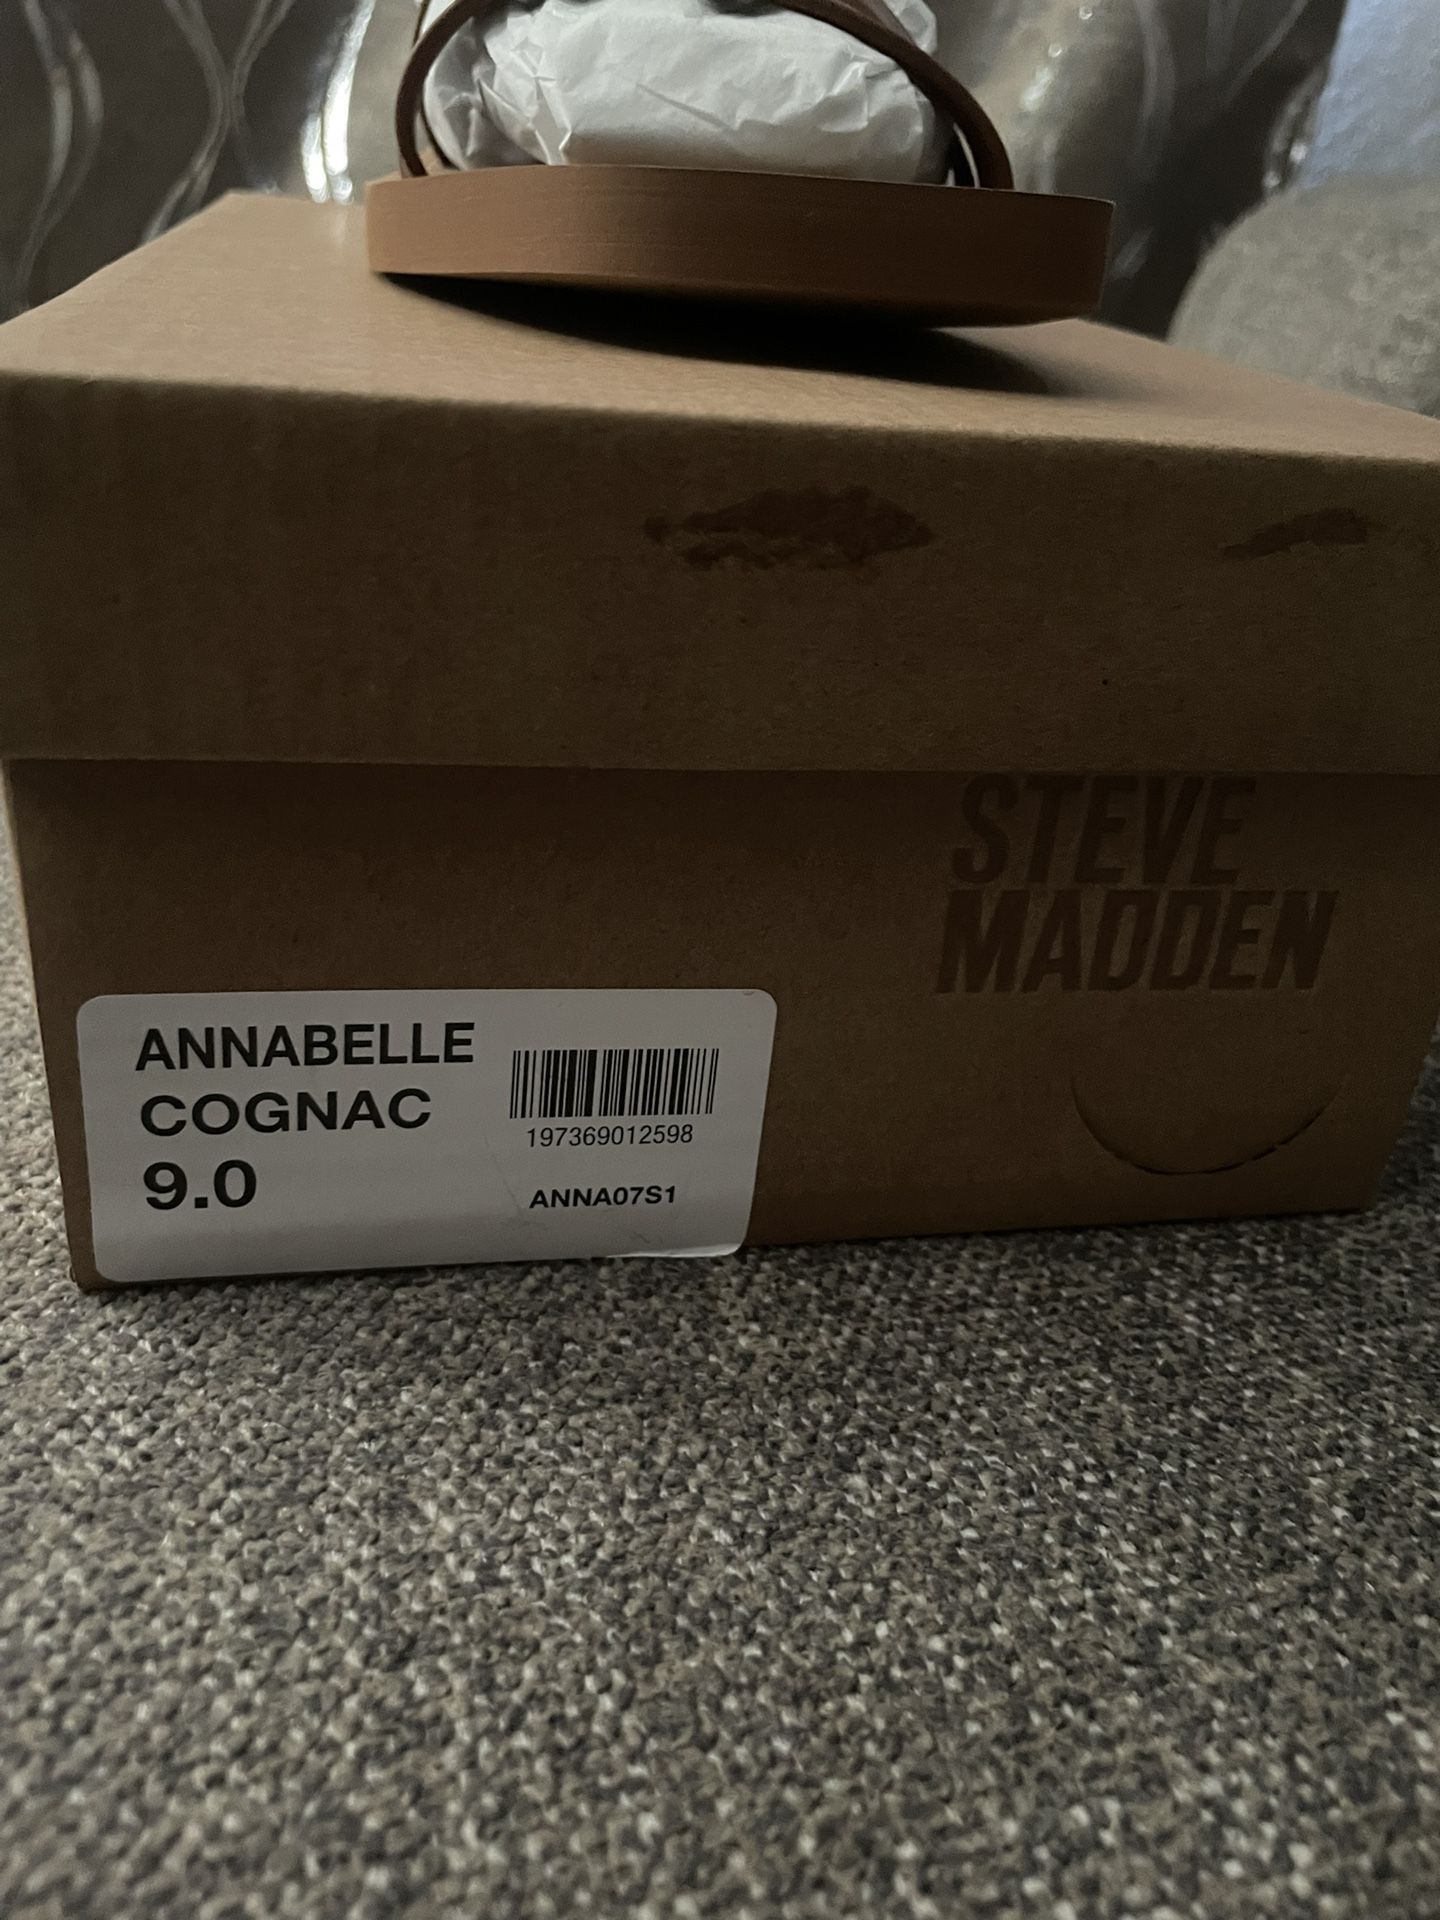 STEVE
MADDEN
ANNABELLE
COGNAC
9.0
197369012598
ANNA07S1